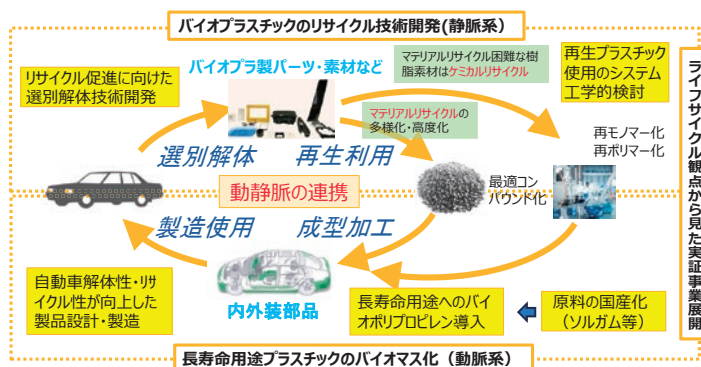 バイオプラスチックのリサイクル技術開発(静脈系）
リサイクル促進に向けた
選別解体技術開発
バイオプラ製パーツ・素材など
マテリアルリサイクル困難な樹
脂素材はケミカルリサイクル
再生プラスチック
使用のシステム
工学的検討
マテリアルリサイクルの
多様化・高度化
再モノマー化
再ポリマー化
選別解体
再生利用
動静脈の連携
最適コン
パウンド化
製造使用
成型加工
自動車解体性・リサ
イクル性が向上した
製品設計・製造
内外装部品
長寿命用途へのバイ
オポリプロピレン導入
原料の国産化
（ソルガム等）
長寿命用途プラスチックのバイオマス化（動脈系）
ライフサイクル観点から見た実証事業展開